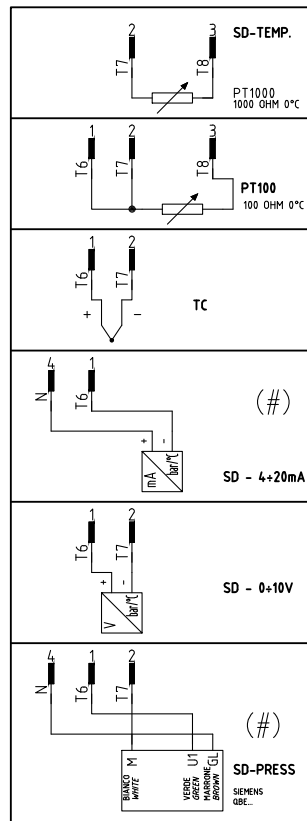 2 3 SD-TEMP.
T7 T8
PT1000
1000 OHM 0°C
1 2 3
T6 T7 T8
PT100
100 OHM 0°C
1 2
T6 T7
TC
+ -
4 1 (#)
N T6
+ -
mA bar/°C
SD - 4÷20mA
1 2
T6 T7
SD - 0÷10V
+ -
V bar/°C
4 1 2
N T6 T7 (#)
M U1 GL
BIANCO VERDE MARRONE
WHITE GREEN BROWN
SD-PRESS
SIEMENS
QBE...